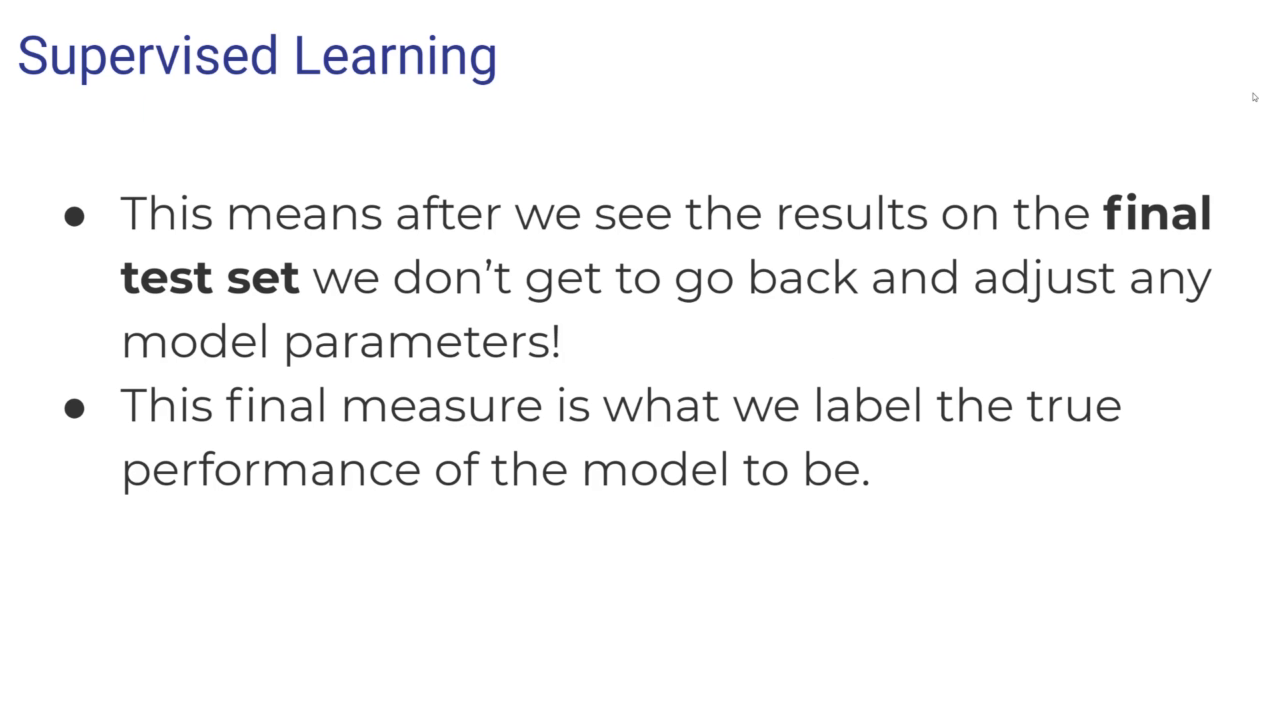 Supervised Learning
● This means after we see the results on the final
test set we don’t get to go back and adjust any
model parameters!
● This final measure is what we label the true
performance of the model to be.